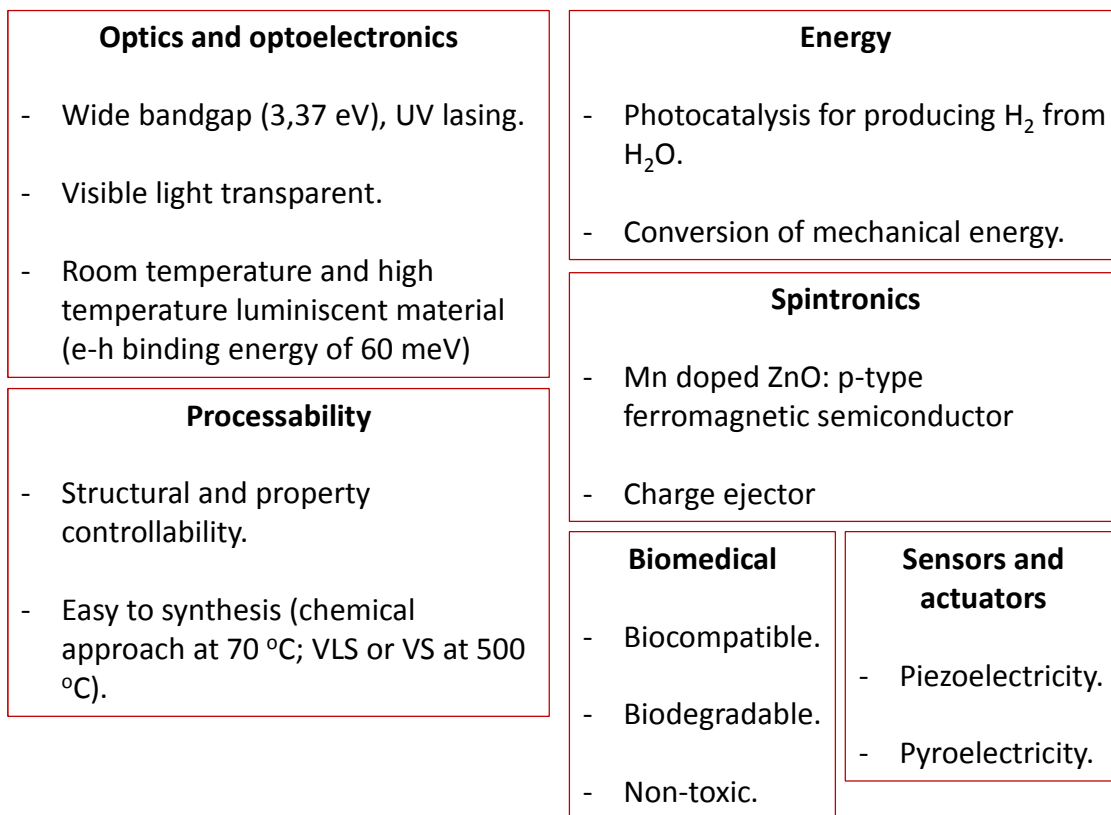 Optics and optoelectronics
- Wide bandgap (3,37 eV), UV lasing.
- Visible light transparent.
- Room temperature and high
temperature luminiscent material
(e-h binding energy of 60 meV)
Processability
- Structural and property
controllability.
- Easy to synthesis (chemical
approach at 70 ºC; VLS or VS at 500
ºC).
Energy
- Photocatalysis for producing H₂ from
H₂O.
- Conversion of mechanical energy.
Spintronics
- Mn doped ZnO: p-type
ferromagnetic semiconductor
- Charge ejector
Biomedical
- Biocompatible.
- Biodegradable.
- Non-toxic.
Sensors and
actuators
- Piezoelectricity.
- Pyroelectricity.